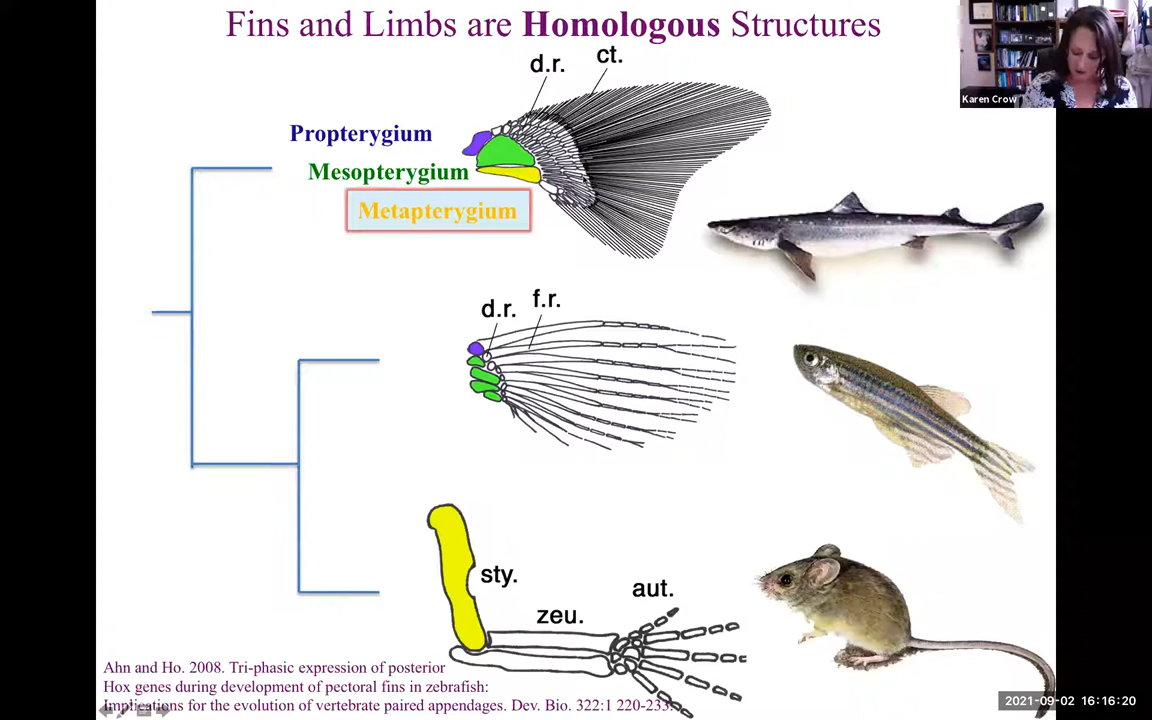 Fins and Limbs are Homologous Structures
Karen Crow
d.r.
ct.
Propterygium
Mesopterygium
Metapterygium
d.r.
f.r.
sty.
zeu.
aut.
Ahn and Ho. 2008. Tri-phasic expression of posterior
Hox genes during development of pectoral fins in zebrafish:
Implications for the evolution of vertebrate paired appendages. Dev. Biol. 322:1 220-233.
2021-09-02 16:16:20